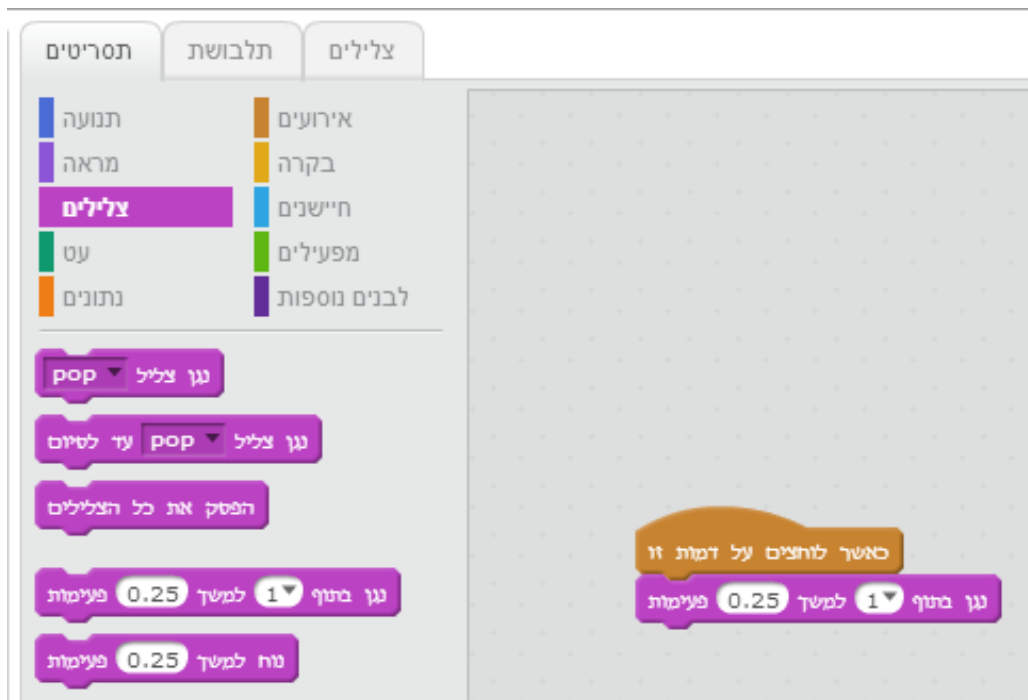 תסריטים תלבושת צלילים
תנועה אירועים
מראה בקרה
צלילים חיישנים
עט מפעילים
נתונים לבנים נוספות
נגן צליל pop
נגן צליל pop עד לסיום
הפסק את כל הצלילים
נגן בתוף 1 למשך 0.25 פעימות
נוח למשך 0.25 פעימות
כאשר לוחצים על דמות זו
נגן בתוף 1 למשך 0.25 פעימות